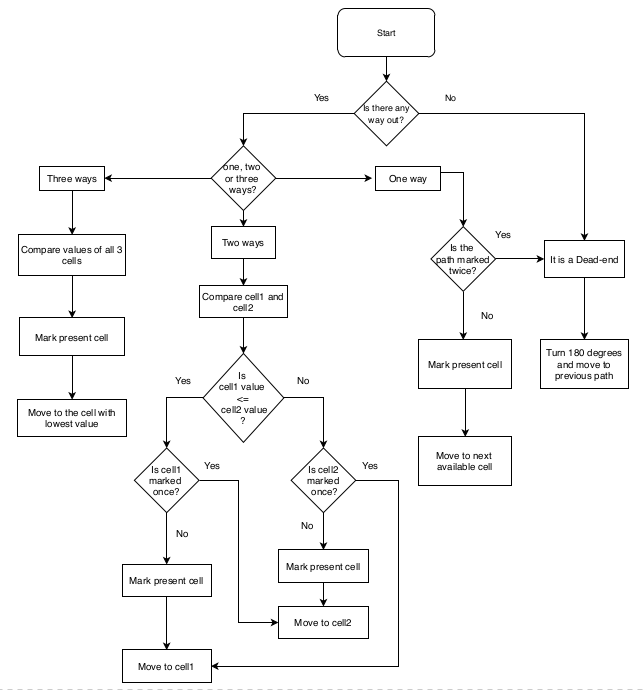 Start
Is there any
way out?
Yes
No
one, two
or three
ways?
Three ways
One way
Two ways
Compare values of all 3
cells
Is the
path marked
twice?
Yes
It is a Dead-end
No
Compare cell1 and
cell2
Mark present cell
Mark present cell
Turn 180 degrees
and move to
previous path
Move to the cell with
lowest value
Is
cell1 value
<=
cell2 value
?
Yes
No
Move to next
available cell
Is cell1
marked
once?
Yes
No
Is cell2
marked
once?
Yes
No
Mark present cell
Mark present cell
Move to cell2
Move to cell1